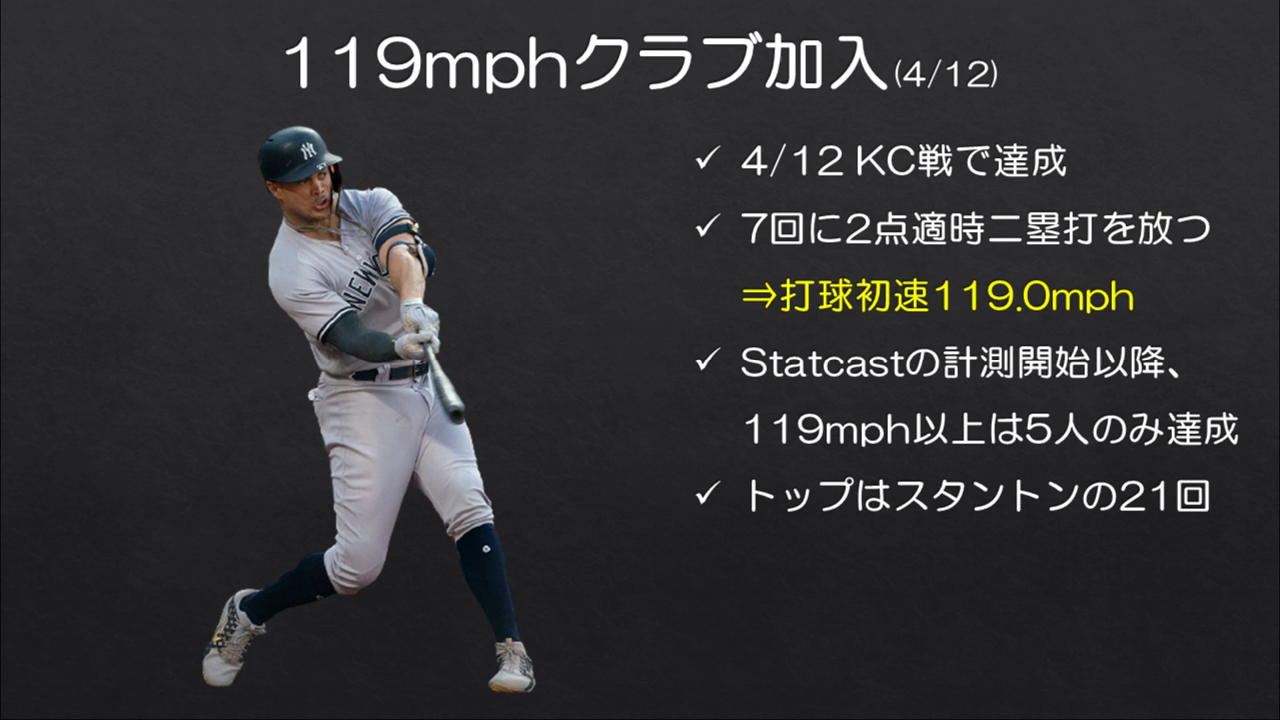 119mphクラブ加入(4/12)
✓ 4/12 KC戦で達成
✓ 7回に2点適時二塁打を放つ
⇒打球初速119.0mph
✓ Statcastの計測開始以降、
119mph以上は5人のみ達成
✓ トップはスタントンの21回
NY
NEW